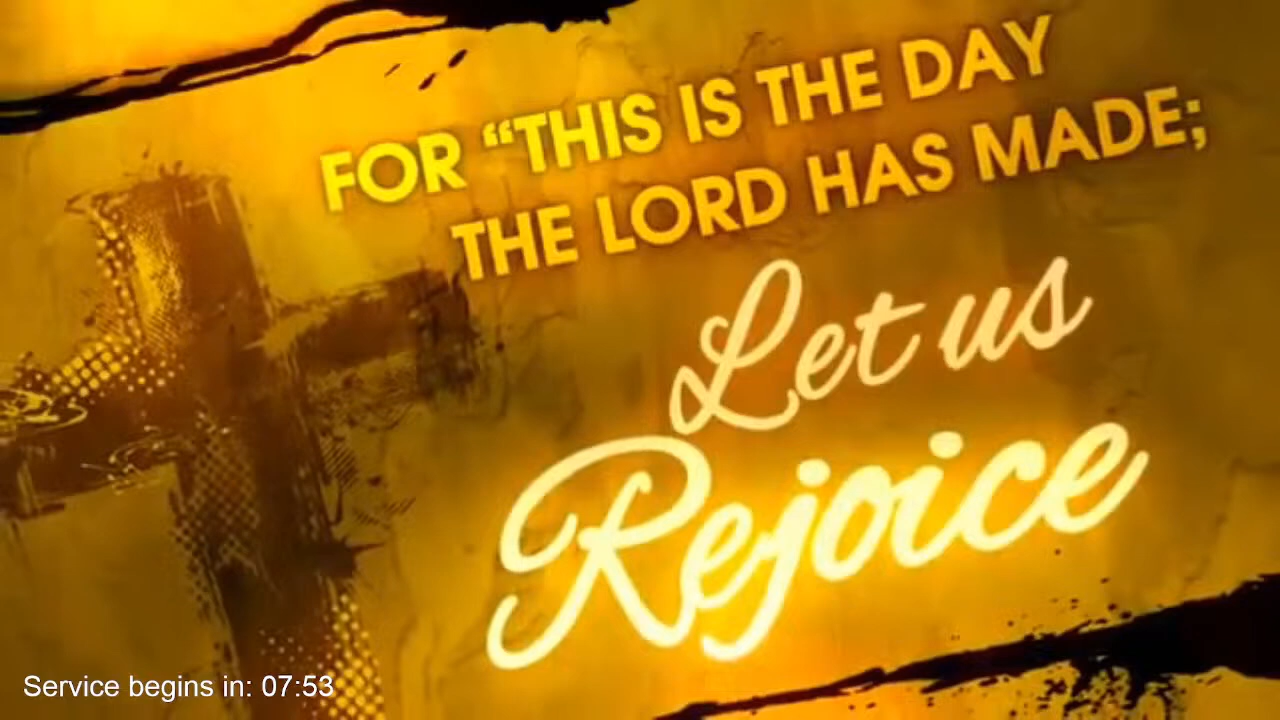 FOR “THIS IS THE DAY
THE LORD HAS MADE;
Let us
Rejoice
Service begins in: 07:53